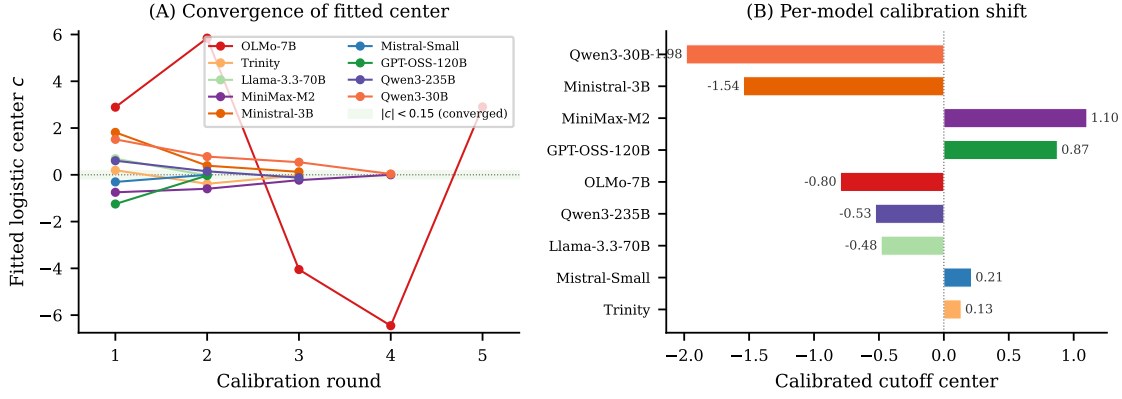 (A) Convergence of fitted center
Fitted logistic center c
6
4
2
0
−2
−4
−6
1
2
3
4
5
Calibration round
OLMo-7B
Trinity
Llama-3.3-70B
MiniMax-M2
Ministral-3B
Mistral-Small
GPT-OSS-120B
Qwen3-235B
Qwen3-30B
|c| < 0.15 (converged)
(B) Per-model calibration shift
Qwen3-30B -1.98
Ministral-3B -1.54
MiniMax-M2 1.10
GPT-OSS-120B 0.87
OLMo-7B -0.80
Qwen3-235B -0.53
Llama-3.3-70B -0.48
Mistral-Small 0.21
Trinity 0.13
−2.0
−1.5
−1.0
−0.5
0.0
0.5
1.0
Calibrated cutoff center